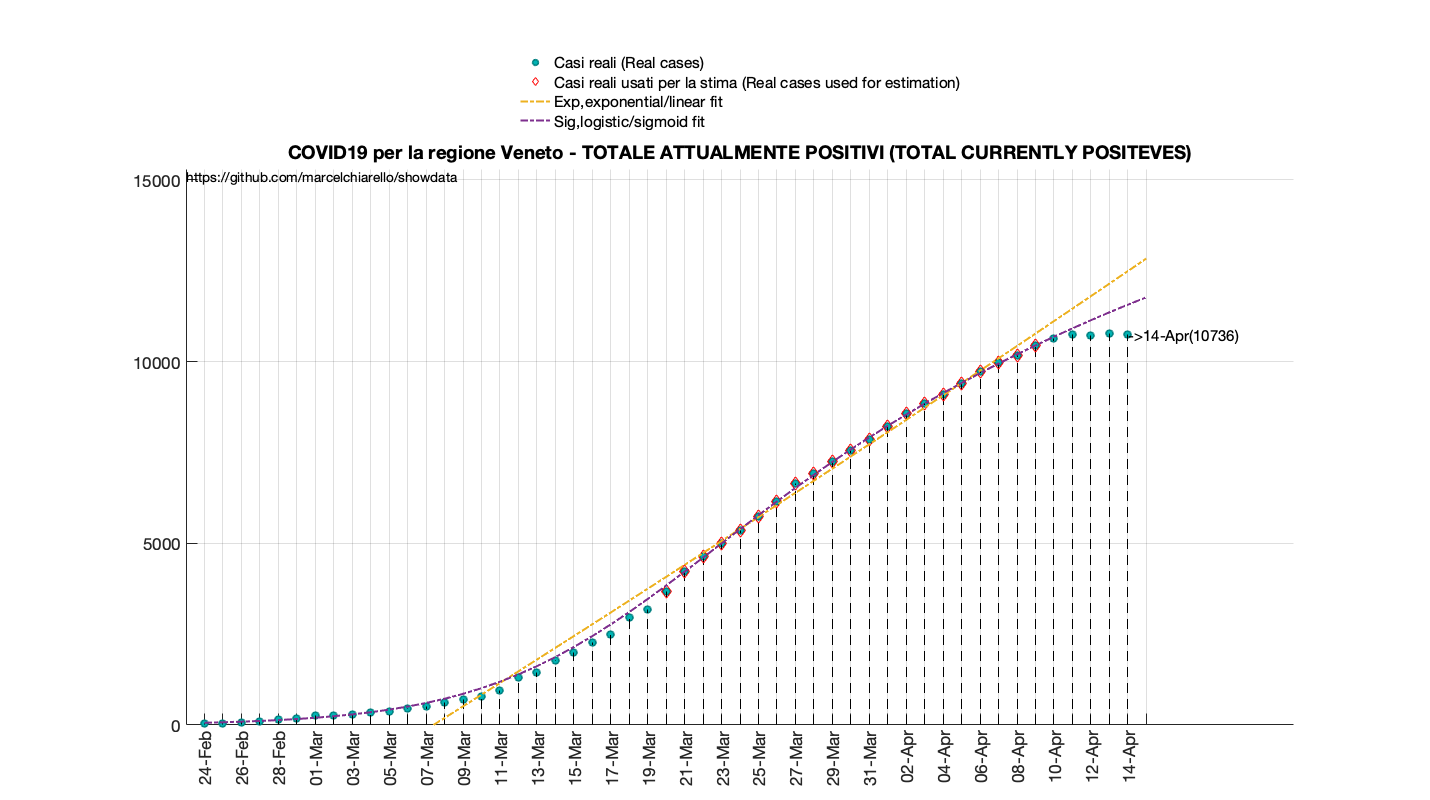 Casi reali (Real cases)
Casi reali usati per la stima (Real cases used for estimation)
Exp,exponential/linear fit
Sig,logistic/sigmoid fit
COVID19 per la regione Veneto - TOTALE ATTUALMENTE POSITIVI (TOTAL CURRENTLY POSITEVES)
https://github.com/marcelchiarello/showdata
15000
10000
5000
0
->14-Apr(10736)
24-Feb
26-Feb
28-Feb
01-Mar
03-Mar
05-Mar
07-Mar
09-Mar
11-Mar
13-Mar
15-Mar
17-Mar
19-Mar
21-Mar
23-Mar
25-Mar
27-Mar
29-Mar
31-Mar
02-Apr
04-Apr
06-Apr
08-Apr
10-Apr
12-Apr
14-Apr